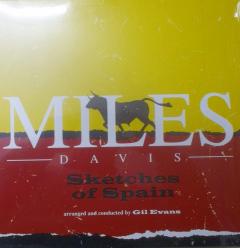 MILES
DAVIS
Sketches
of Spain
arranged and conducted by Gil Evans